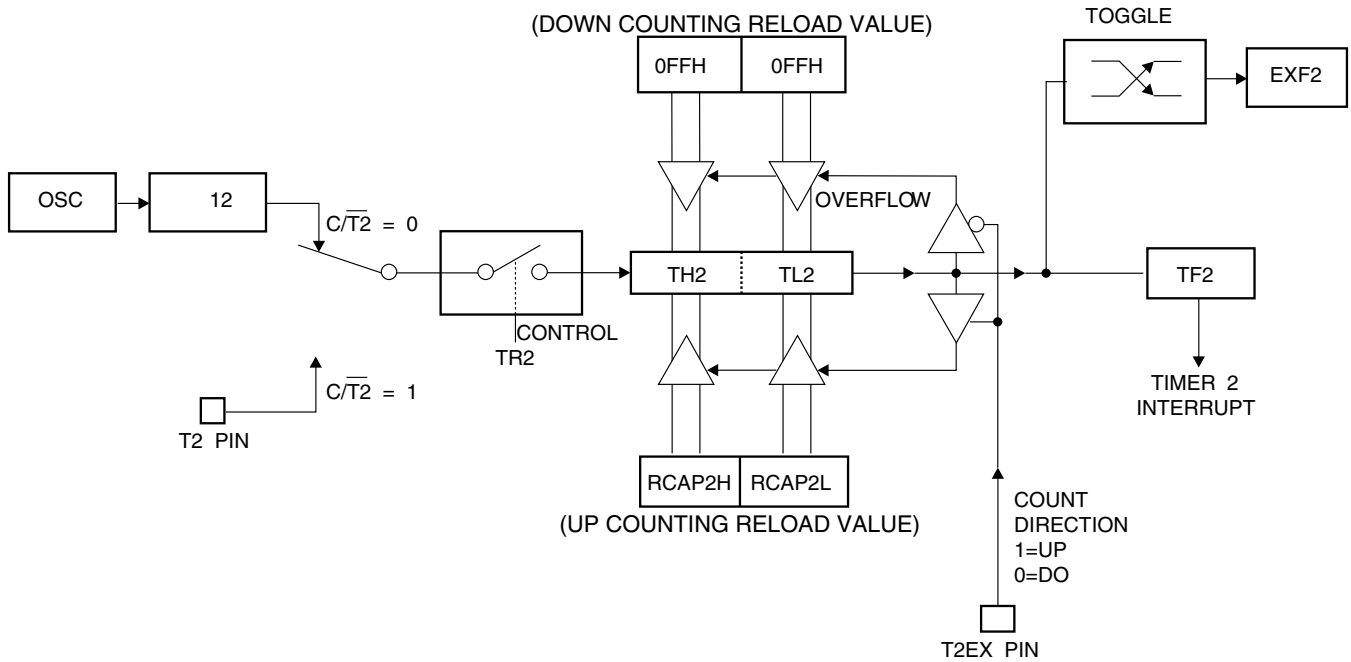 (DOWN COUNTING RELOAD VALUE)
TOGGLE
0FFH 0FFH
EXF2
OSC
12
OVERFLOW
C/T2̅ = 0
TH2 TL2
TF2
CONTROL
TR2
C/T2̅ = 1
T2 PIN
TIMER 2
INTERRUPT
RCAP2H RCAP2L
(UP COUNTING RELOAD VALUE)
COUNT
DIRECTION
1=UP
0=DO
T2EX PIN